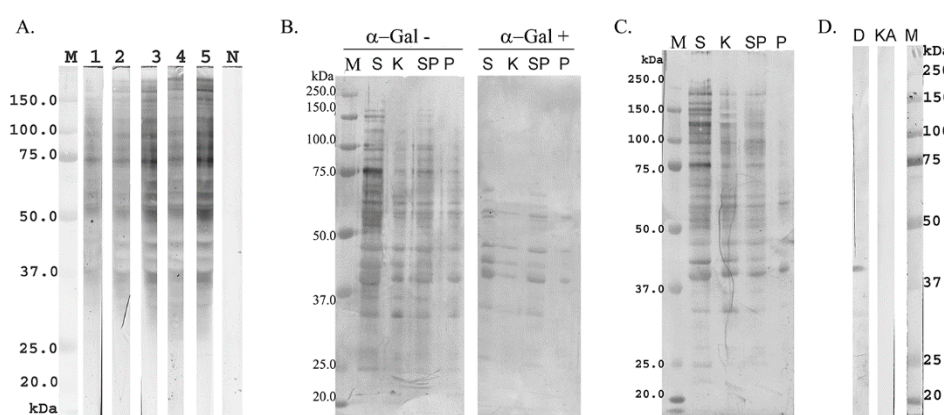 A.
M 1 2 3 4 5 N
150.0
100.0
75.0
50.0
37.0
25.0
20.0
kDa
B.
α–Gal -
α–Gal +
M S K SP P
S K SP P
kDa
250.0
150.0
100.0
75.0
50.0
37.0
25.0
20.0
C.
M S K SP P
kDa
250.0
150.0
100.0
75.0
50.0
37.0
25.0
20.0
D.
D KA M
kDa
250
150
100
75
50
37
25
20